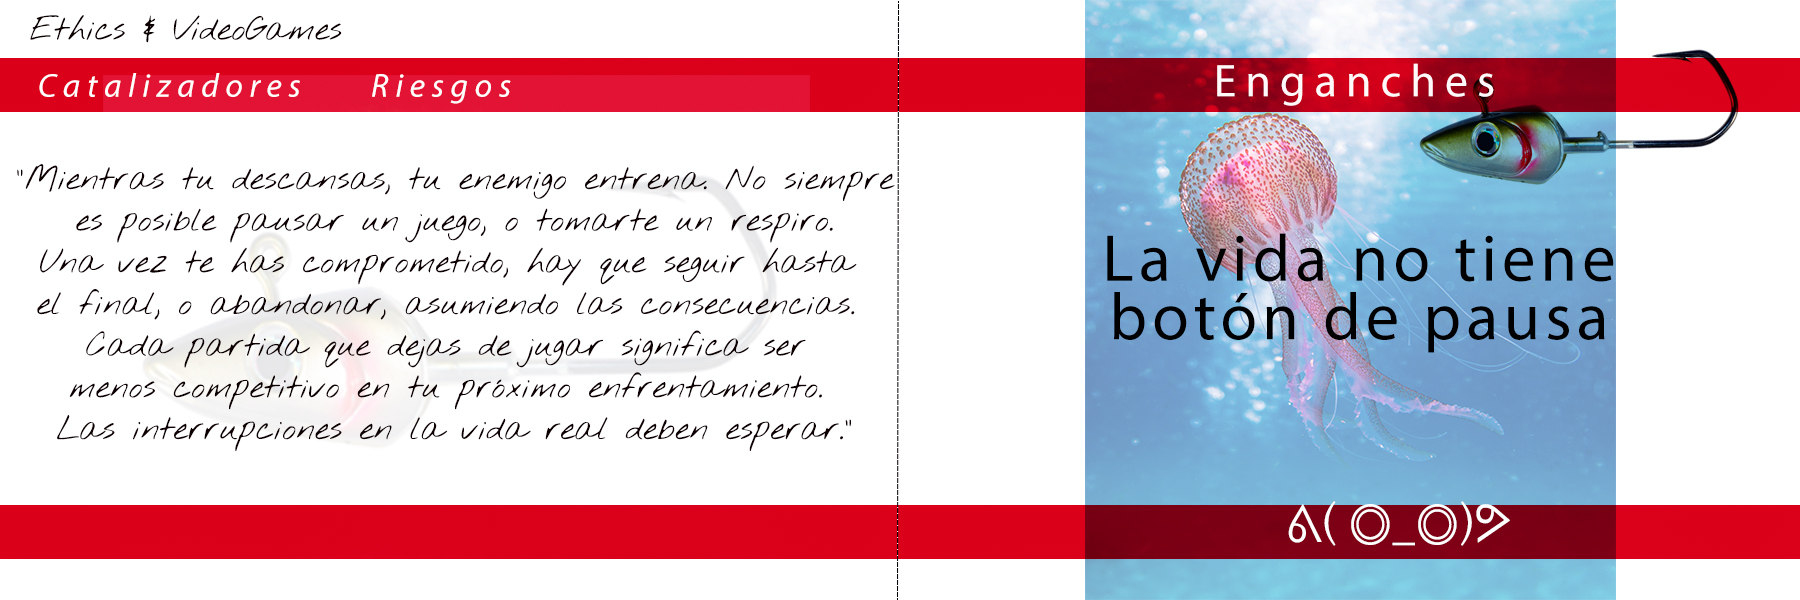 Ethics & VideoGames
Catalizadores Riesgos
"Mientras tu descansas, tu enemigo entrena. No siempre
es posible pausar un juego, o tomarte un respiro.
Una vez te has comprometido, hay que seguir hasta
el final, o abandonar, asumiendo las consecuencias.
Cada partida que dejas de jugar significa ser
menos competitivo en tu próximo enfrentamiento.
Las interrupciones en la vida real deben esperar."
Enganches
La vida no tiene
botón de pausa
ᕕ( ◎_◎)ᕗ